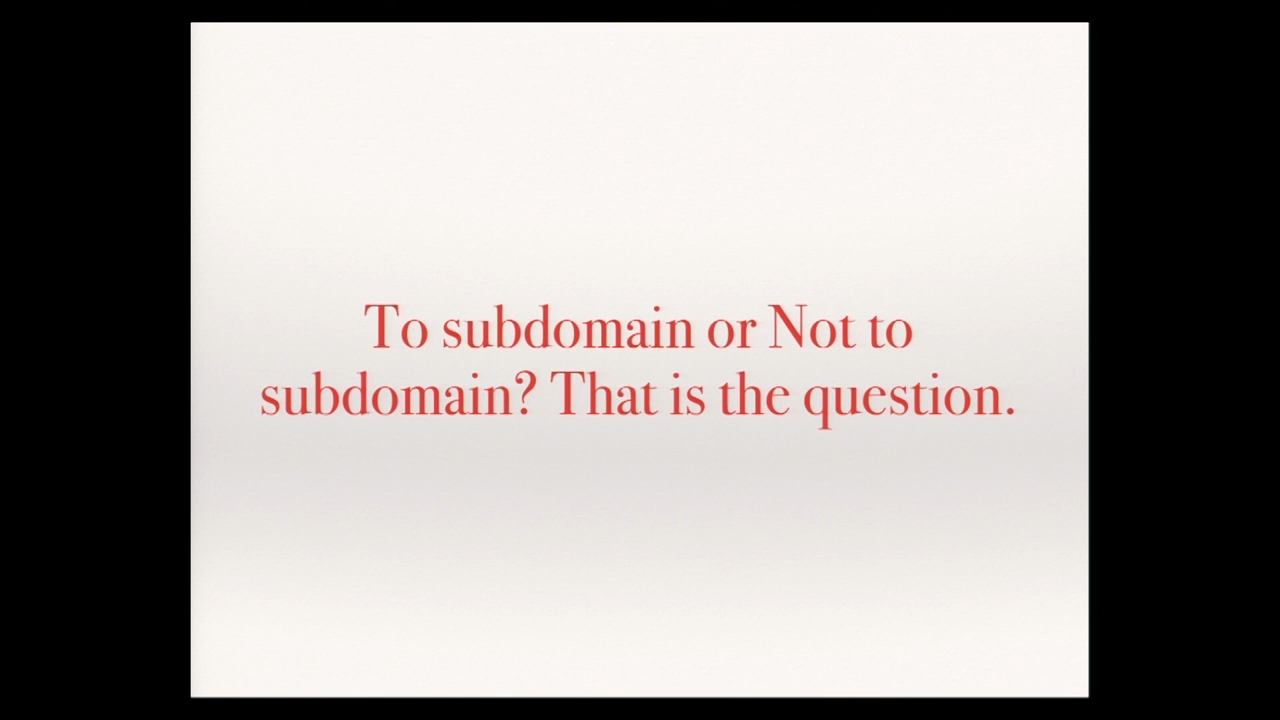 To subdomain or Not to
subdomain? That is the question.